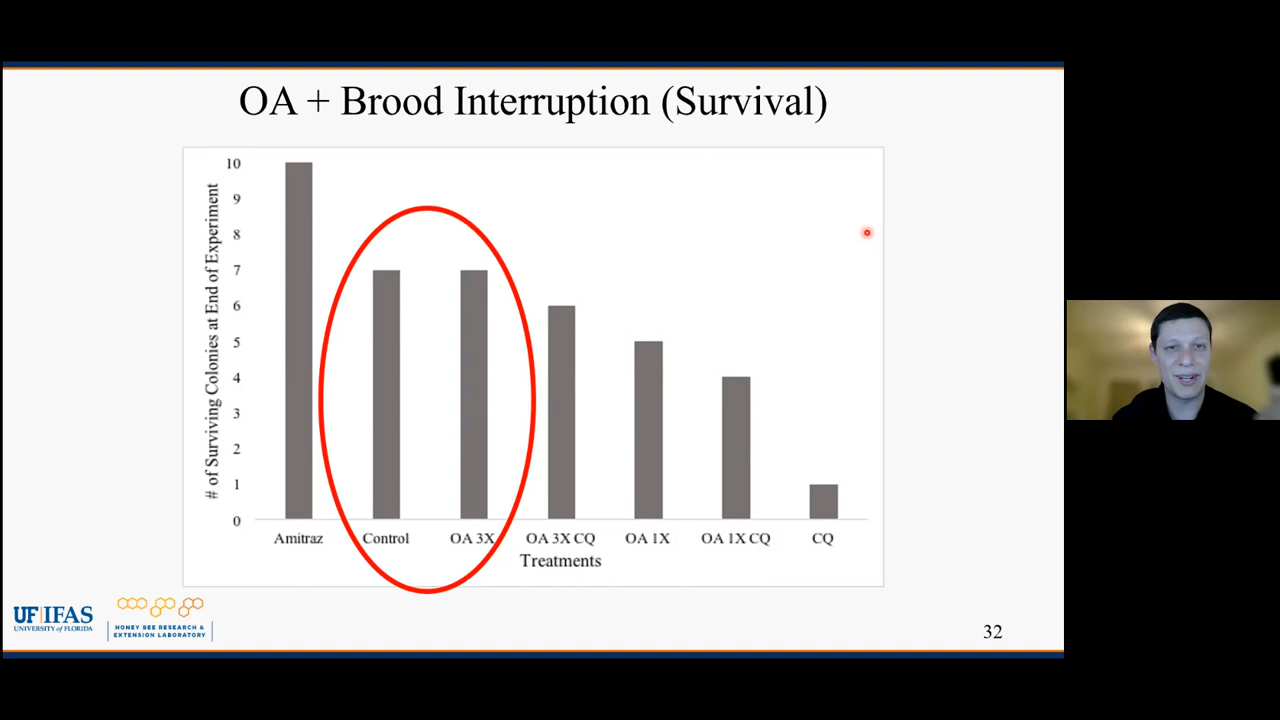 OA + Brood Interruption (Survival)
# of Surviving Colonies at End of Experiment
10
9
8
7
6
5
4
3
2
1
0
Amitraz Control OA 3X OA 3X CQ OA 1X OA 1X CQ CQ
Treatments
UF|IFAS
UNIVERSITY of FLORIDA
HONEY BEE RESEARCH &
EXTENSION LABORATORY
32